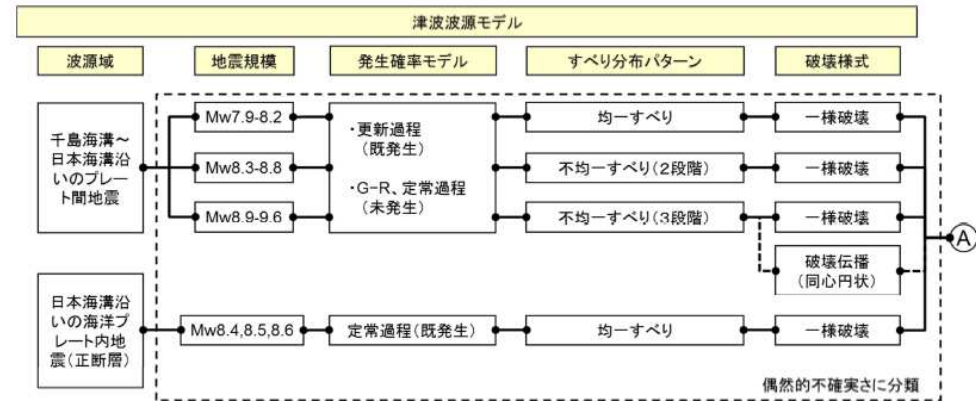 津波波源モデル
波源域
地震規模
発生確率モデル
すべり分布パターン
破壊様式
千島海溝～
日本海溝沿
いのプレー
ト間地震
Mw7.9-8.2
Mw8.3-8.8
Mw8.9-9.6
・更新過程
(既発生)
・G-R、定常過程
(未発生)
均一すべり
一様破壊
不均一すべり(2段階)
一様破壊
不均一すべり(3段階)
一様破壊
破壊伝播
(同心円状)
A
日本海溝沿
いの海洋プ
レート内地
震(正断層)
Mw8.4,8.5,8.6
定常過程(既発生)
均一すべり
一様破壊
偶然的不確実さに分類